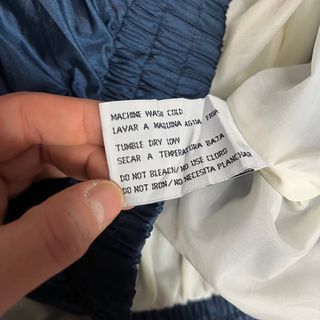 MACHINE WASH COLD
LAVAR A MAQUINA AGUA FRIA
TUMBLE DRY LOW
SECAR A TEMPERATURA BAJA
DO NOT BLEACH/NO USE CLORO
DO NOT IRON/NO NECESITA PLANCHAR